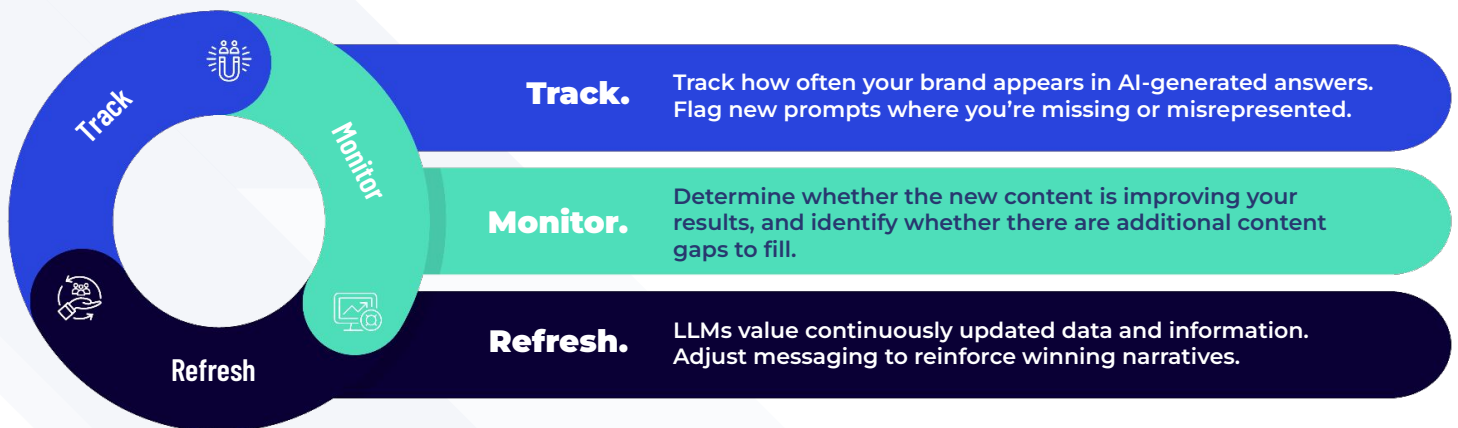 Track
Monitor
Refresh
Track.
Track how often your brand appears in AI-generated answers.
Flag new prompts where you’re missing or misrepresented.
Monitor.
Determine whether the new content is improving your
results, and identify whether there are additional content
gaps to fill.
Refresh.
LLMs value continuously updated data and information.
Adjust messaging to reinforce winning narratives.